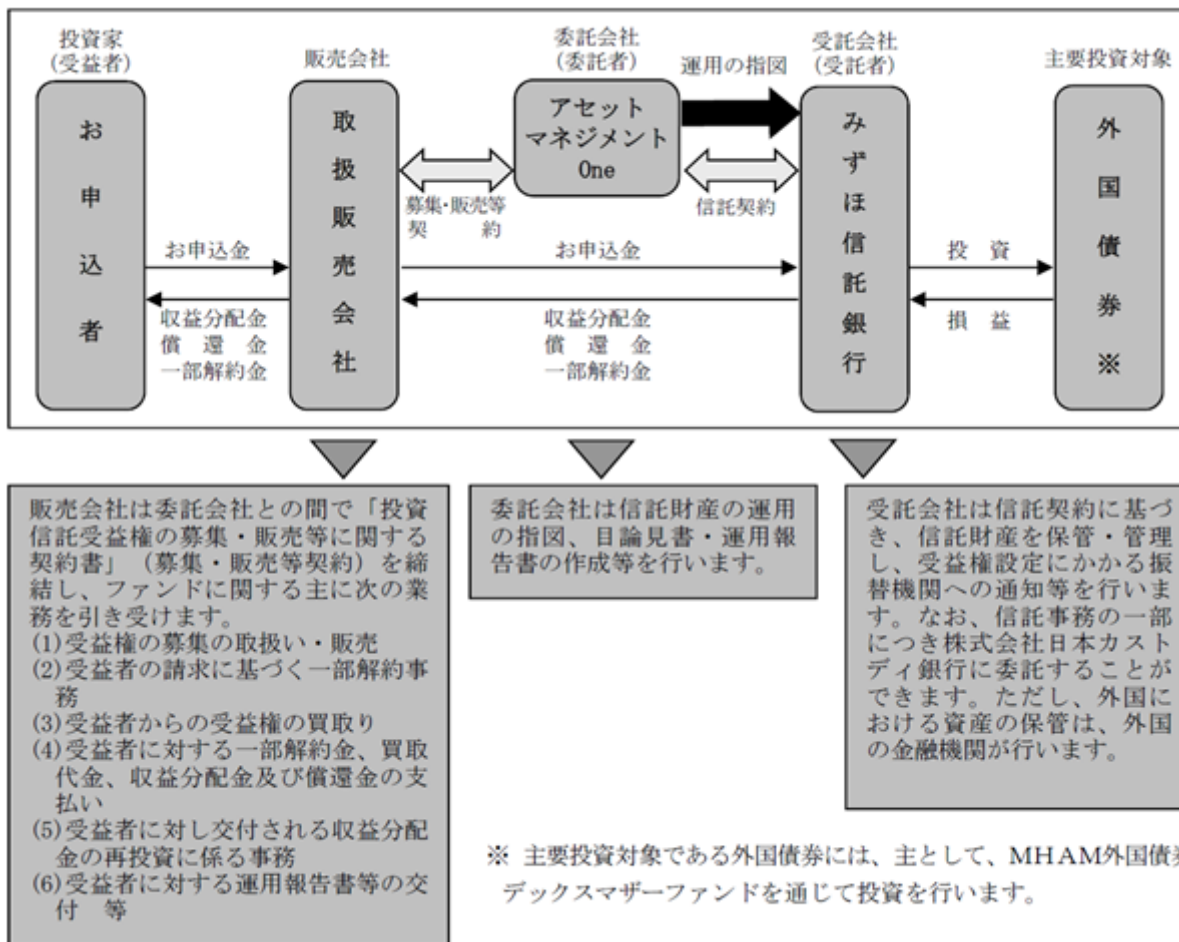 投資家
(受益者)
販売会社
委託会社
(委託者)
運用の指図
受託会社
(受託者)
主要投資対象
お申込者
取扱販売会社
アセット
マネジメント
One
みずほ信託銀行
外国債券※
募集・販売等
契 約
信託契約
お申込金
収益分配金
償 還 金
一部解約金
お申込金
収益分配金
償 還 金
一部解約金
投 資
損 益
販売会社は委託会社との間で「投資
信託受益権の募集・販売等に関する
契約書」（募集・販売等契約）を締
結し、ファンドに関する主に次の業
務を引き受けます。
(1)受益権の募集の取扱い・販売
(2)受益者の請求に基づく一部解約事
務
(3)受益者からの受益権の買取り
(4)受益者に対する一部解約金、買取
代金、収益分配金及び償還金の支
払い
(5)受益者に対し交付される収益分配
金の再投資に係る事務
(6)受益者に対する運用報告書等の交
付 等
委託会社は信託財産の運用
の指図、目論見書・運用報
告書の作成等を行います。
受託会社は信託契約に基づ
き、信託財産を保管・管理
し、受益権設定にかかる振
替機関への通知等を行いま
す。なお、信託事務の一部
につき株式会社日本カスト
ディ銀行に委託することが
できます。ただし、外国に
おける資産の保管は、外国
の金融機関が行います。
※ 主要投資対象である外国債券には、主として、MHAM外国債券
デックスマザーファンドを通じて投資を行います。